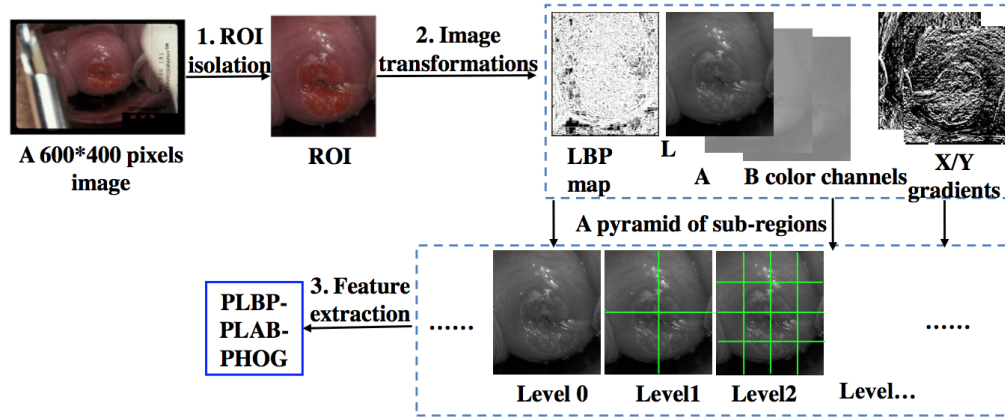 1. ROI
isolation
2. Image
transformations
A 600*400 pixels
image
ROI
LBP
map
L
A
B color channels
X/Y
gradients
A pyramid of sub-regions
3. Feature
extraction
PLBP-
PLAB-
PHOG
......
......
Level 0
Level1
Level2
Level...